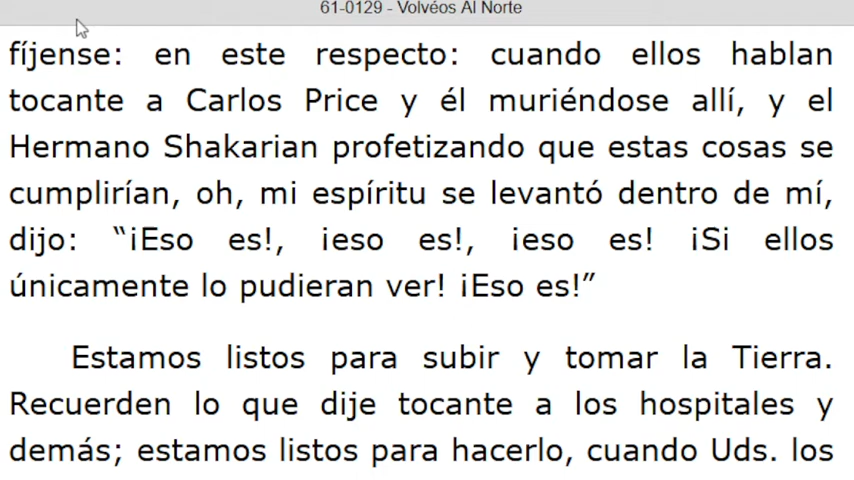 61-0129 - Volvéos Al Norte
fíjense: en este respecto: cuando ellos hablan
tocante a Carlos Price y él muriéndose allí, y el
Hermano Shakarian profetizando que estas cosas se
cumplirían, oh, mi espíritu se levantó dentro de mí,
dijo: “¡Eso es!, ¡eso es!, ¡eso es! ¡Si ellos
únicamente lo pudieran ver! ¡Eso es!”
Estamos listos para subir y tomar la Tierra.
Recuerden lo que dije tocante a los hospitales y
demás; estamos listos para hacerlo, cuando Uds. los